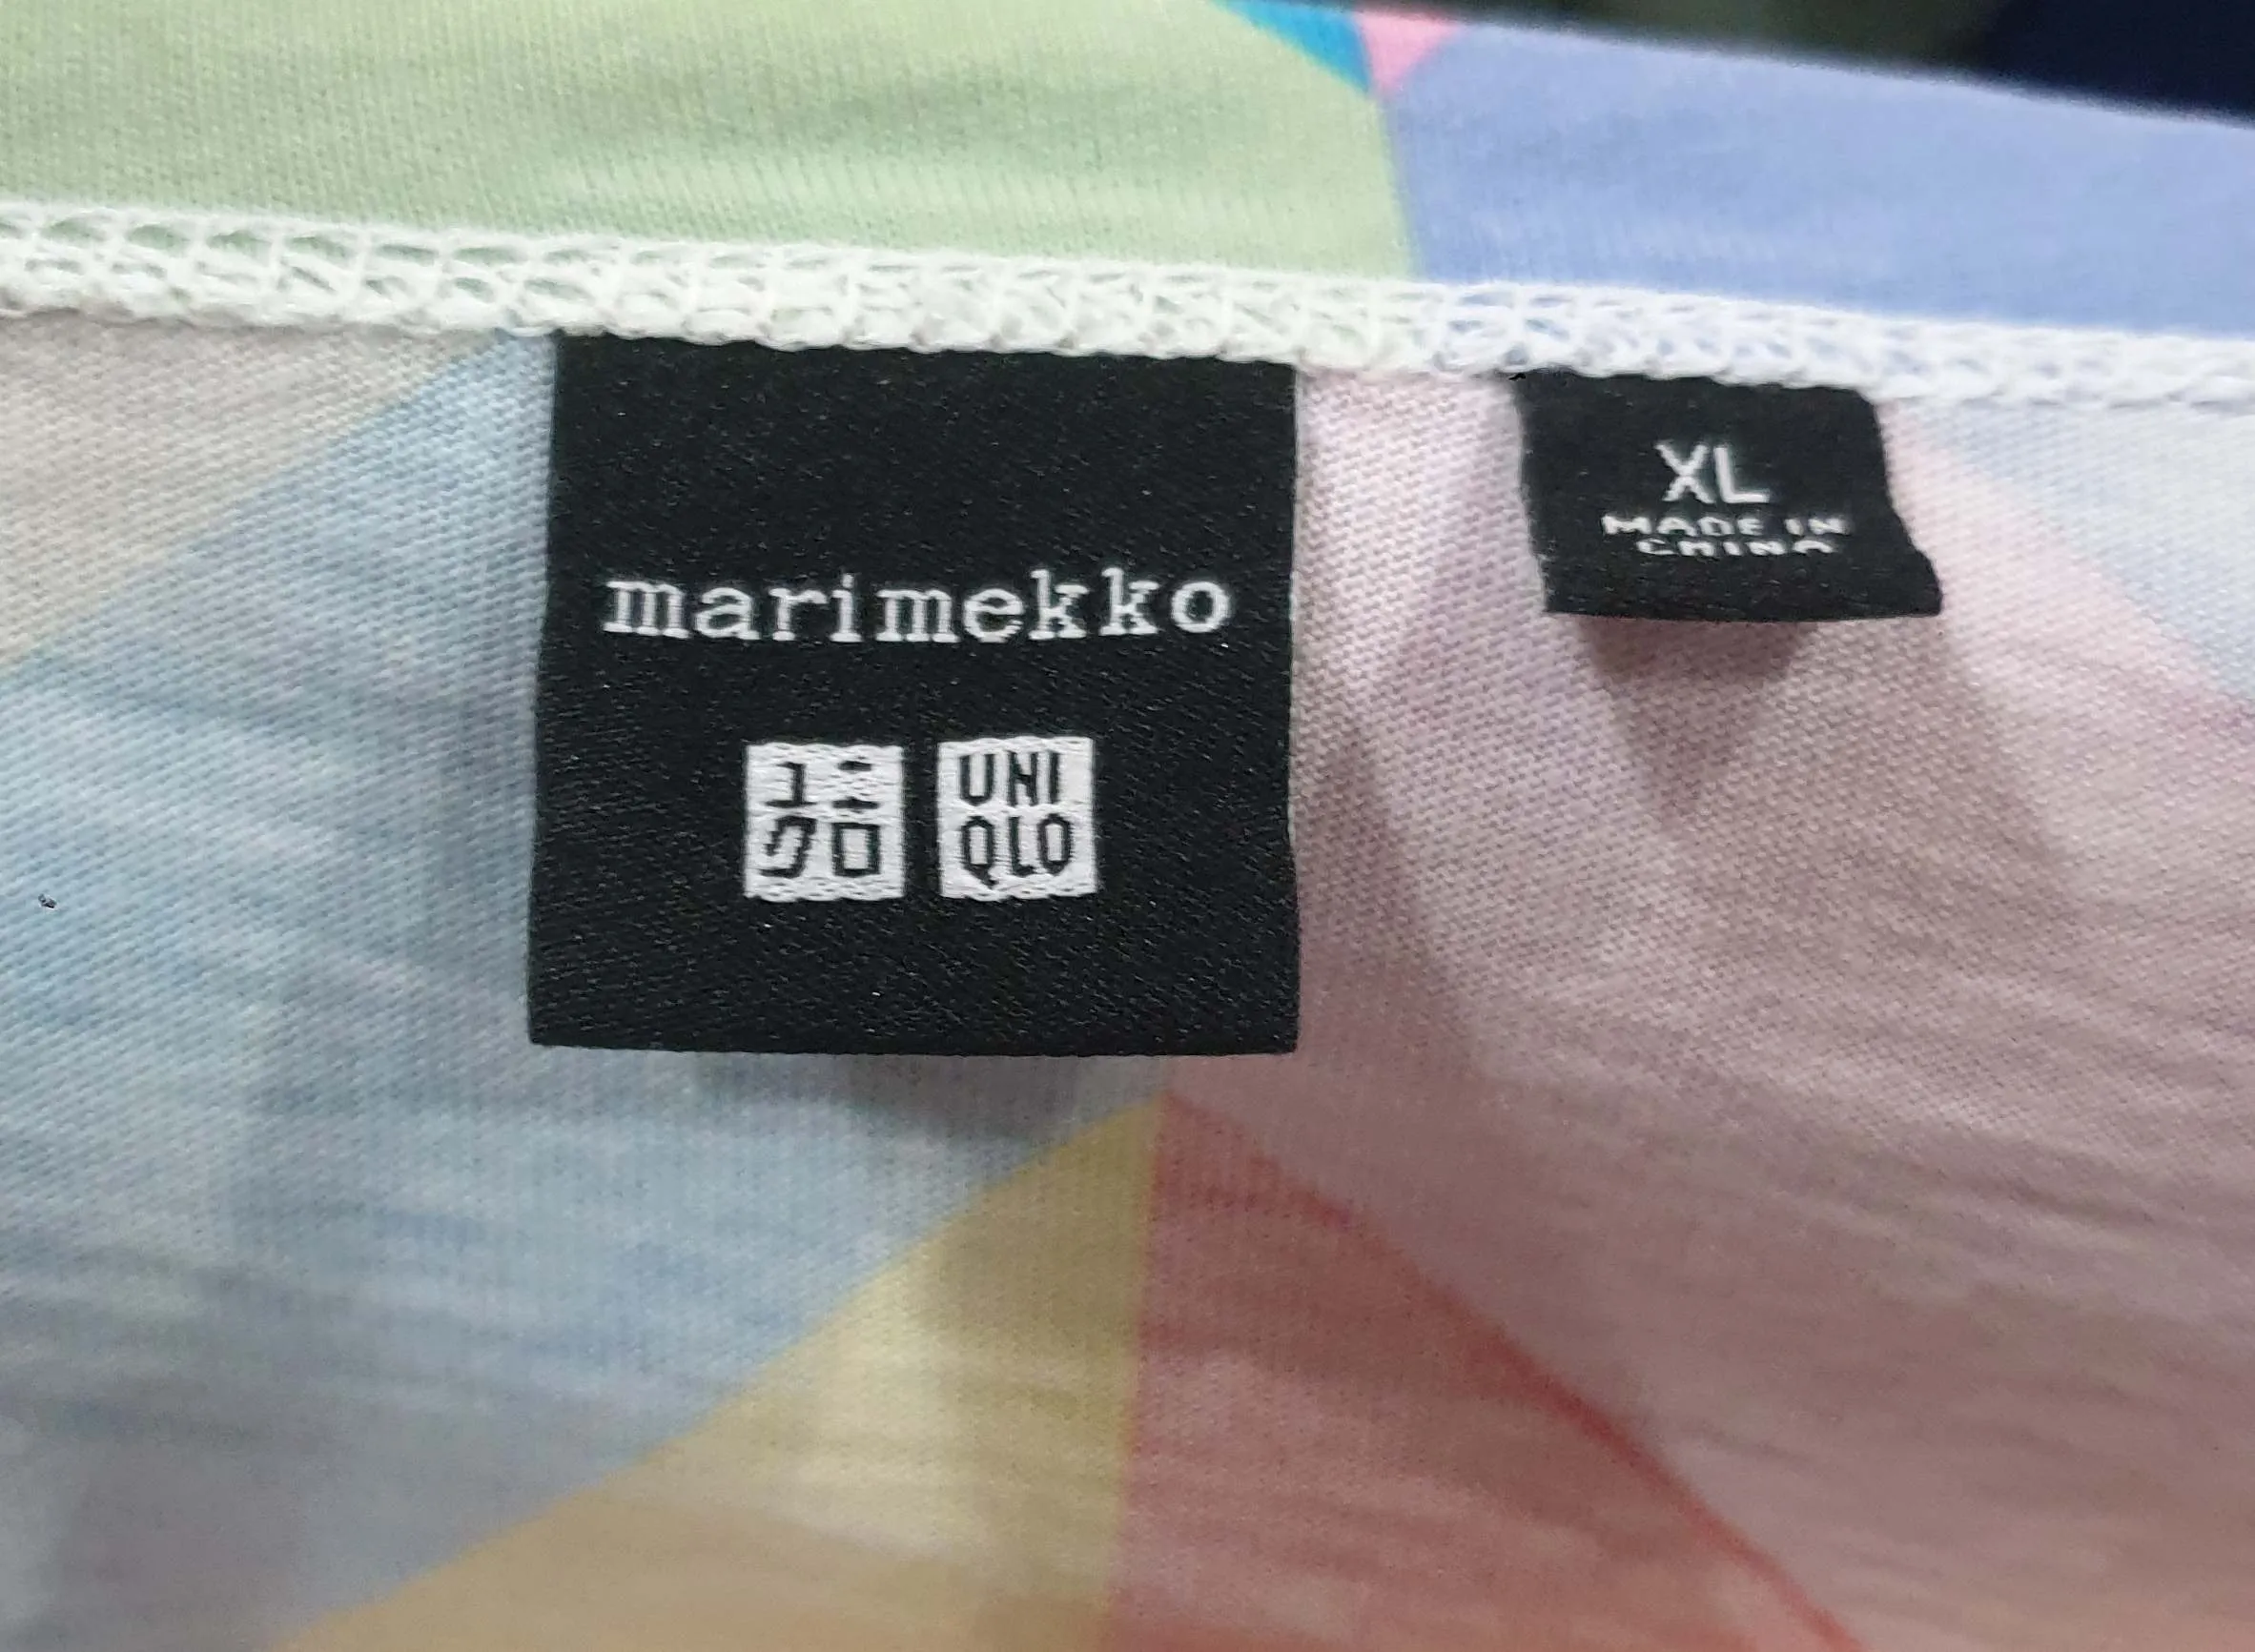 marimekko
ユニ
クロ
UNI
QLO
XL
MADE IN
CHINA